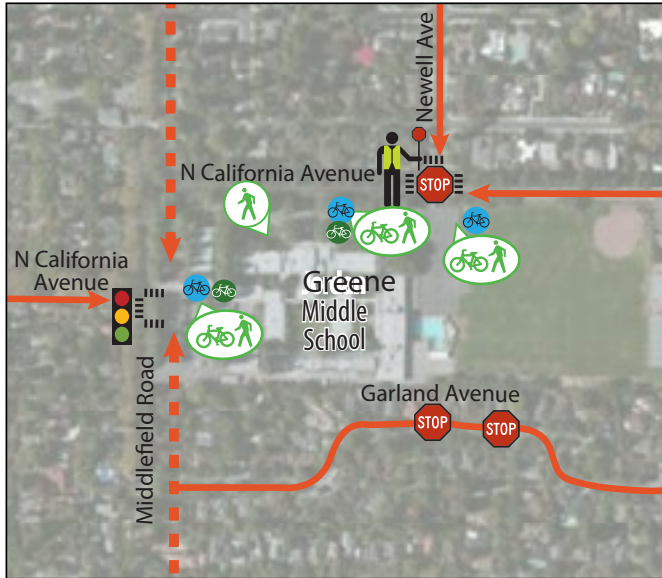 Newell Ave
N California Avenue
STOP
N California
Avenue
Greene
Middle
School
Middlefield Road
Garland Avenue
STOP
STOP